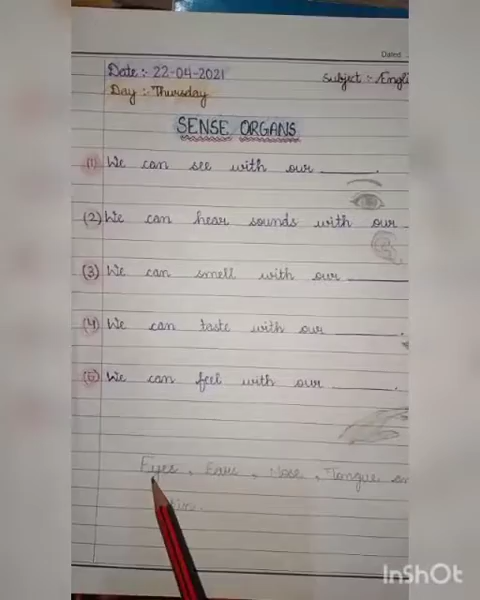 Dated
Date :- 22-04-2021
Subject :- Engli
Day :- Thursday
SENSE ORGANS
(1) We can see with our ______.
(2) We can hear sounds with our
(3) We can smell with our ______
(4) We can taste with our ______.
(5) We can feel with our ______.
Eyes, Ears, Nose, Tongue an
InShOt